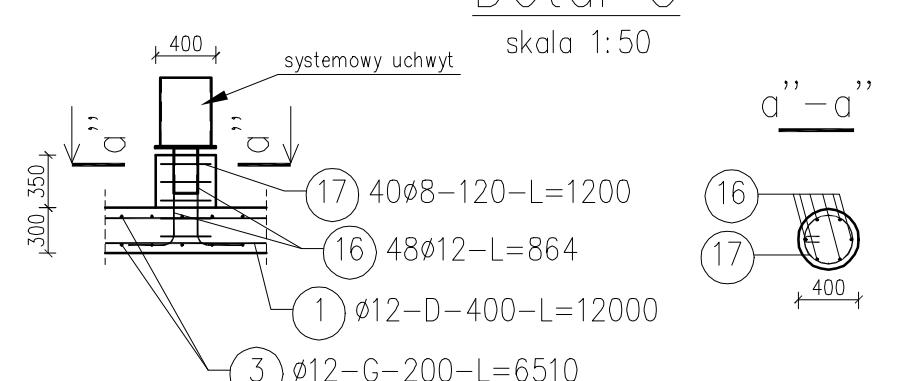 skala 1:50
400
systemowy uchwyt
a"
a"
a"-a"
350
300
17 40ø8-120-L=1200
16 48ø12-L=864
1 ø12-D-400-L=12000
3 ø12-G-200-L=6510
16
17
400